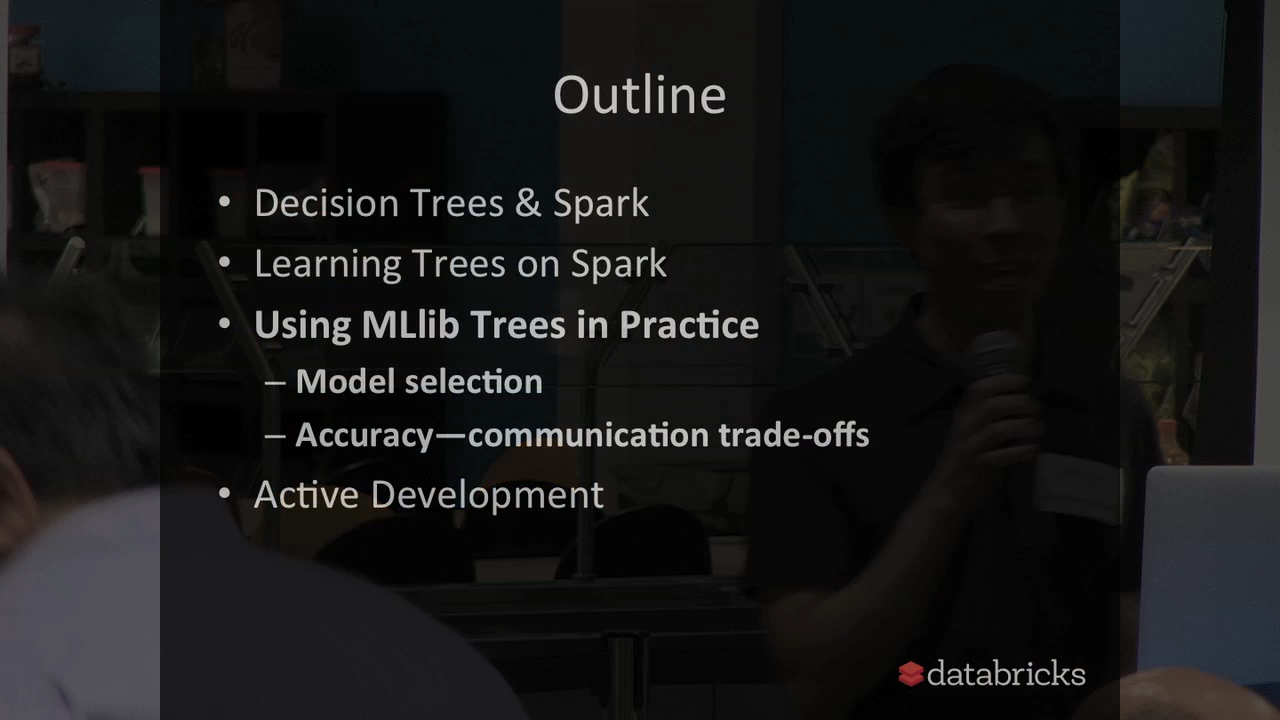 Outline
• Decision Trees & Spark
• Learning Trees on Spark
• Using MLlib Trees in Practice
– Model selection
– Accuracy—communication trade-offs
• Active Development
databricks